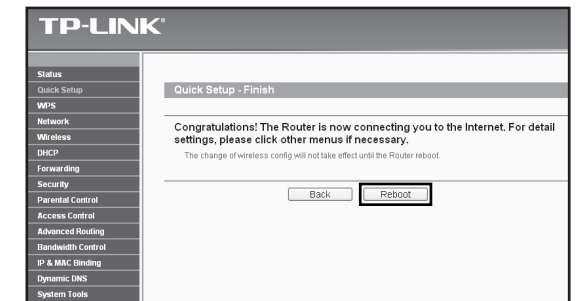 TP-LINK®
Status
Quick Setup
WPS
Network
Wireless
DHCP
Forwarding
Security
Parental Control
Access Control
Advanced Routing
Bandwidth Control
IP & MAC Binding
Dynamic DNS
System Tools
Quick Setup - Finish
Congratulations! The Router is now connecting you to the Internet. For detail
settings, please click other menus if necessary.
The change of wireless config will not take effect until the Router reboot.
Back Reboot